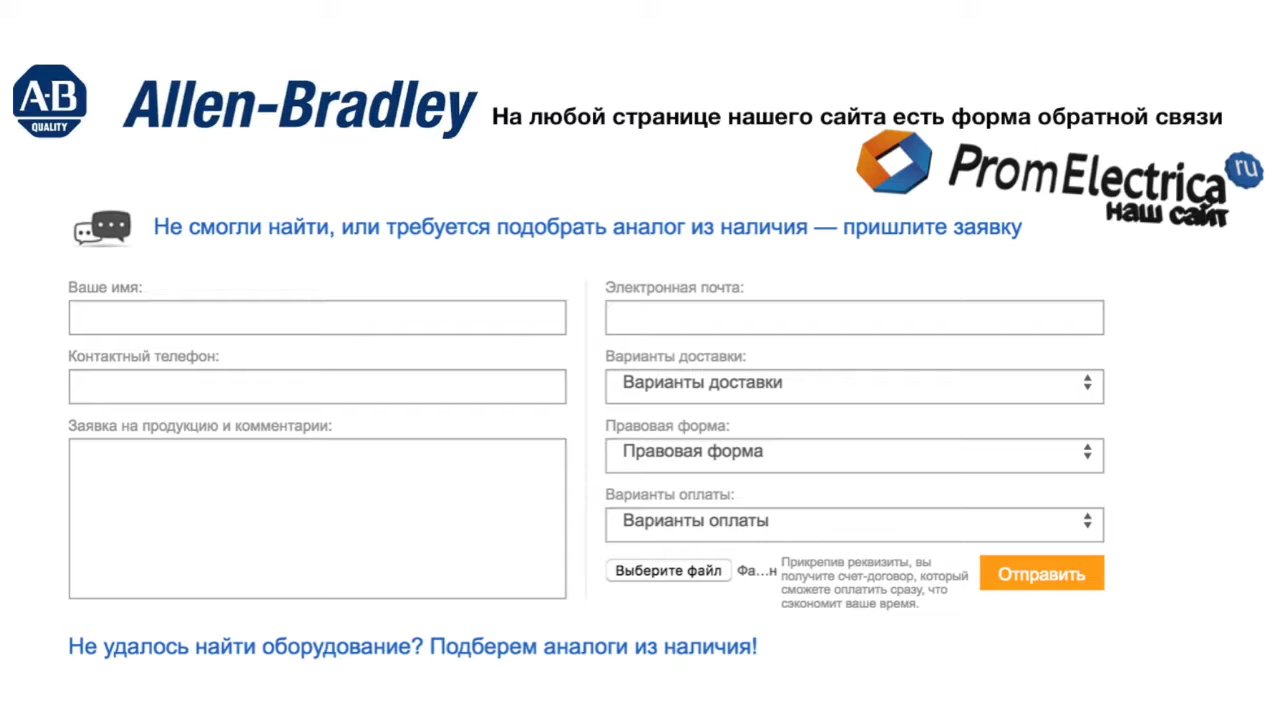 A-B
QUALITY
Allen-Bradley
На любой странице нашего сайта есть форма обратной связи
PromElectrica ru
наш сайт
Не смогли найти, или требуется подобрать аналог из наличия — пришлите заявку
Ваше имя:
Электронная почта:
Контактный телефон:
Варианты доставки:
Варианты доставки
Заявка на продукцию и комментарии:
Правовая форма:
Правовая форма
Варианты оплаты:
Варианты оплаты
Выберите файл Фа...н
Прикрепив реквизиты, вы
получите счет-договор, который
сможете оплатить сразу, что
сэкономит ваше время.
Отправить
Не удалось найти оборудование? Подберем аналоги из наличия!